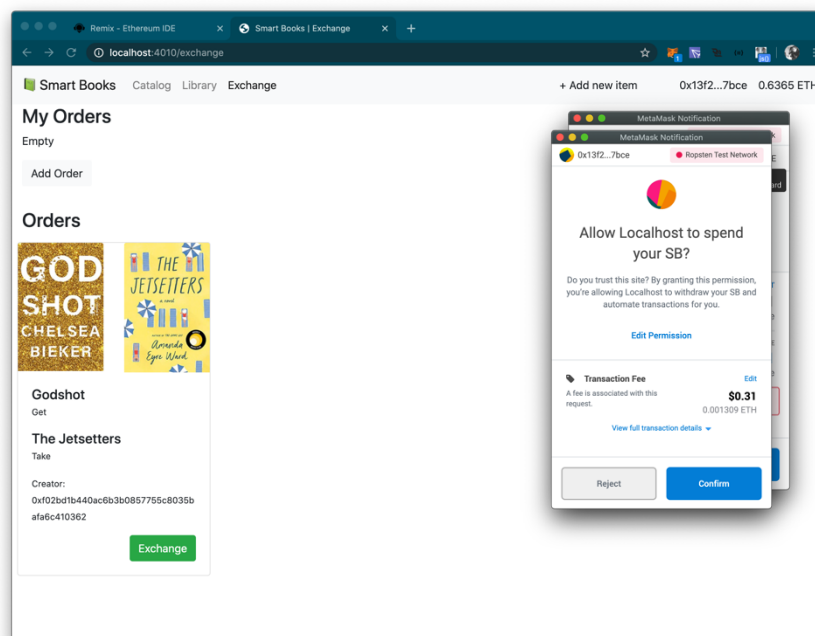 Remix - Ethereum IDE
Smart Books | Exchange
localhost:4010/exchange
Smart Books
Catalog
Library
Exchange
+ Add new item
0x13f2...7bce
0.6365 ETH
My Orders
Empty
Add Order
Orders
GOD
SHOT
CHELSEA
BIEKER
THE
JETSETTERS
a novel
Amanda
Eyre Ward
Godshot
Get
The Jetsetters
Take
Creator:
0xf02bd1b440ac6b3b0857755c8035b
afa6c410362
Exchange
MetaMask Notification
MetaMask Notification
0x13f2...7bce
Ropsten Test Network
Allow Localhost to spend
your SB?
Do you trust this site? By granting this permission,
you're allowing Localhost to withdraw your SB and
automate transactions for you.
Edit Permission
Transaction Fee
Edit
A fee is associated with this
request.
$0.31
0.001309 ETH
View full transaction details
Reject
Confirm